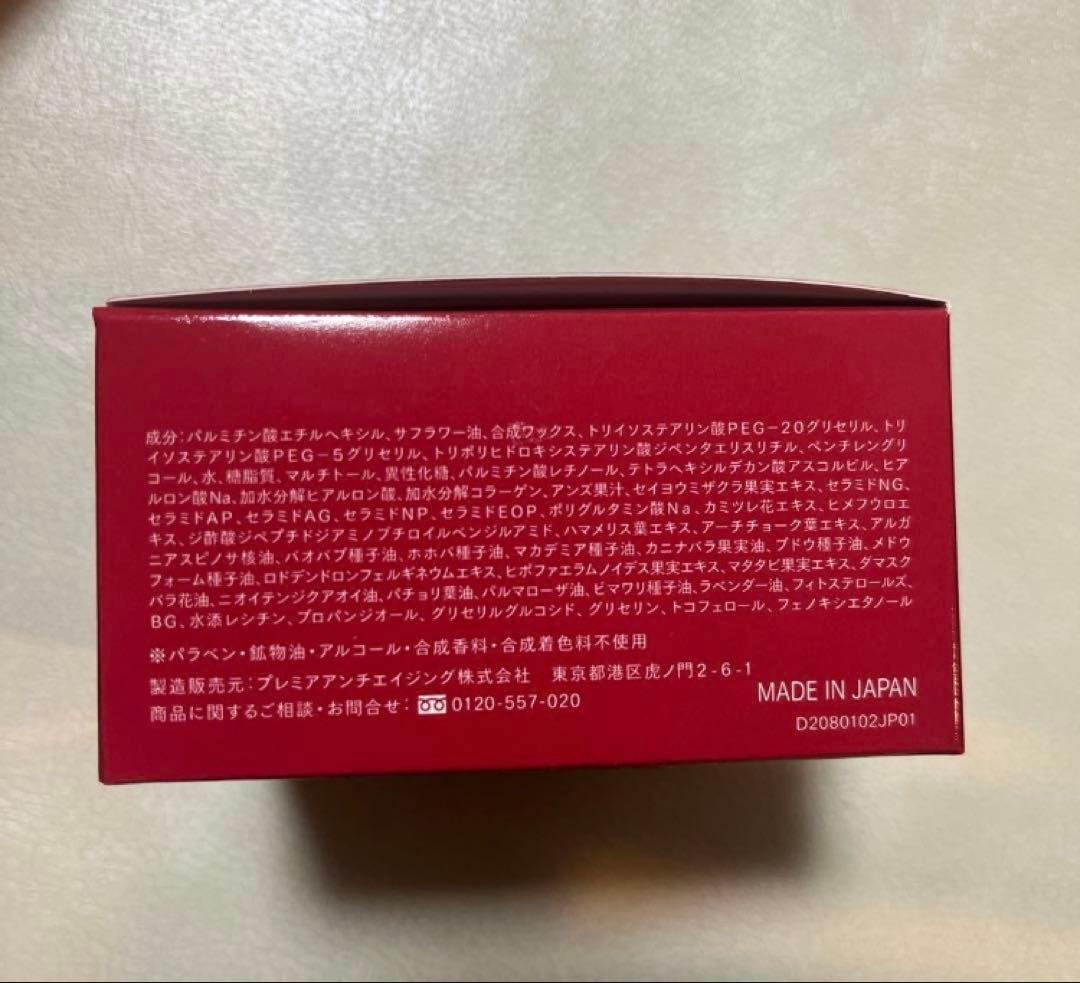 成分：パルミチン酸エチルヘキシル、サフラワー油、合成ワックス、トリイソステアリン酸PEG－20グリセリル、トリ
イソステアリン酸PEG－5グリセリル、トリポリヒドロキシステアリン酸ジペンタエリスリチル、ペンチレングリ
コール、水、糖脂質、マルチトール、異性化糖、パルミチン酸レチノール、テトラヘキシルデカン酸アスコルビル、ヒア
ルロン酸Na、加水分解ヒアルロン酸、加水分解コラーゲン、アンズ果汁、セイヨウミザクラ果実エキス、セラミドNG、
セラミドAP、セラミドAG、セラミドNP、セラミドEOP、ポリグルタミン酸Na、カミツレ花エキス、ヒメフウロエ
キス、ジ酢酸ジペプチドジアミノブチロイルベンジルアミド、ハマメリス葉エキス、アーチチョーク葉エキス、アルガ
ニアスピノサ核油、バオバブ種子油、ホホバ種子油、マカデミア種子油、カニナバラ果実油、ブドウ種子油、メドウ
フォーム種子油、ロドデンドロンフェルギネウムエキス、ヒポファエラムノイデス果実エキス、マタタビ果実エキス、ダマスク
バラ花油、ニオイテンジクアオイ油、パチョリ葉油、パルマローザ油、ヒマワリ種子油、ラベンダー油、フィトステロールズ、
BG、水添レシチン、プロパンジオール、グリセリルグルコシド、グリセリン、トコフェロール、フェノキシエタノール
※パラベン・鉱物油・アルコール・合成香料・合成着色料不使用
製造販売元：プレミアアンチエイジング株式会社　東京都港区虎ノ門2-6-1
商品に関するご相談・お問合せ：0120-557-020
MADE IN JAPAN
D2080102JP01